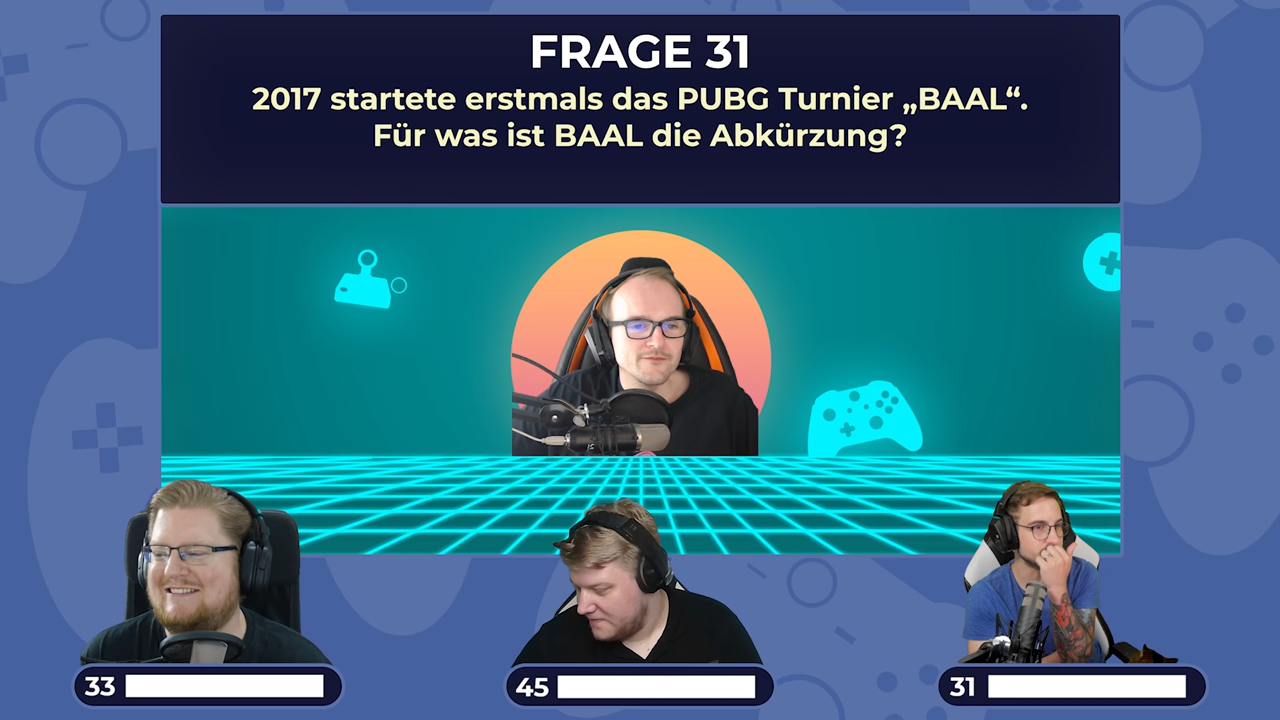 FRAGE 31
2017 startete erstmals das PUBG Turnier „BAAL“.
Für was ist BAAL die Abkürzung?
33
45
31